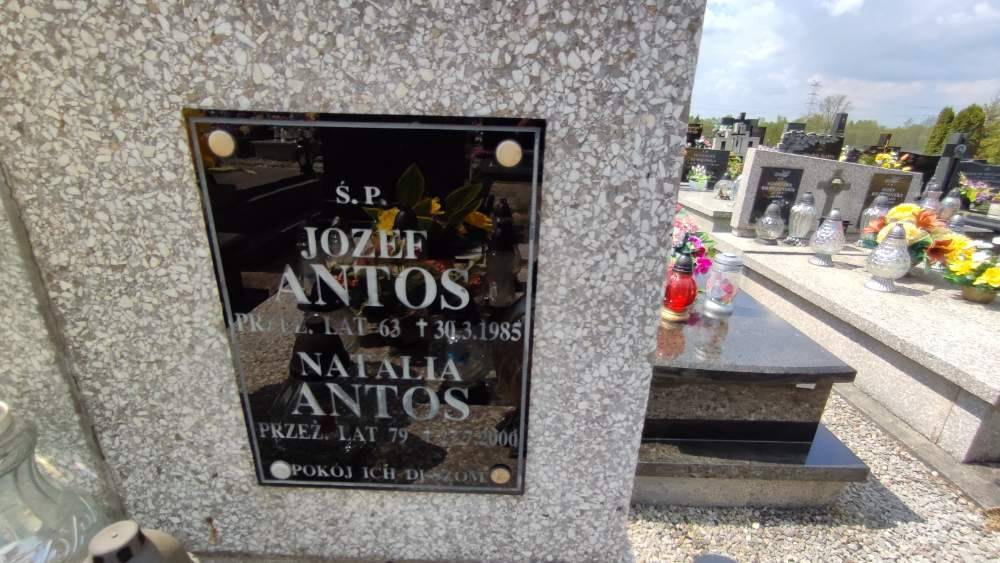 Ś. P.
JÓZEF
ANTOS
PRZEŻ. LAT 63 † 30.3.1985
NATALIA
ANTOS
PRZEŻ. LAT 79 †
POKÓJ ICH DUSZOM